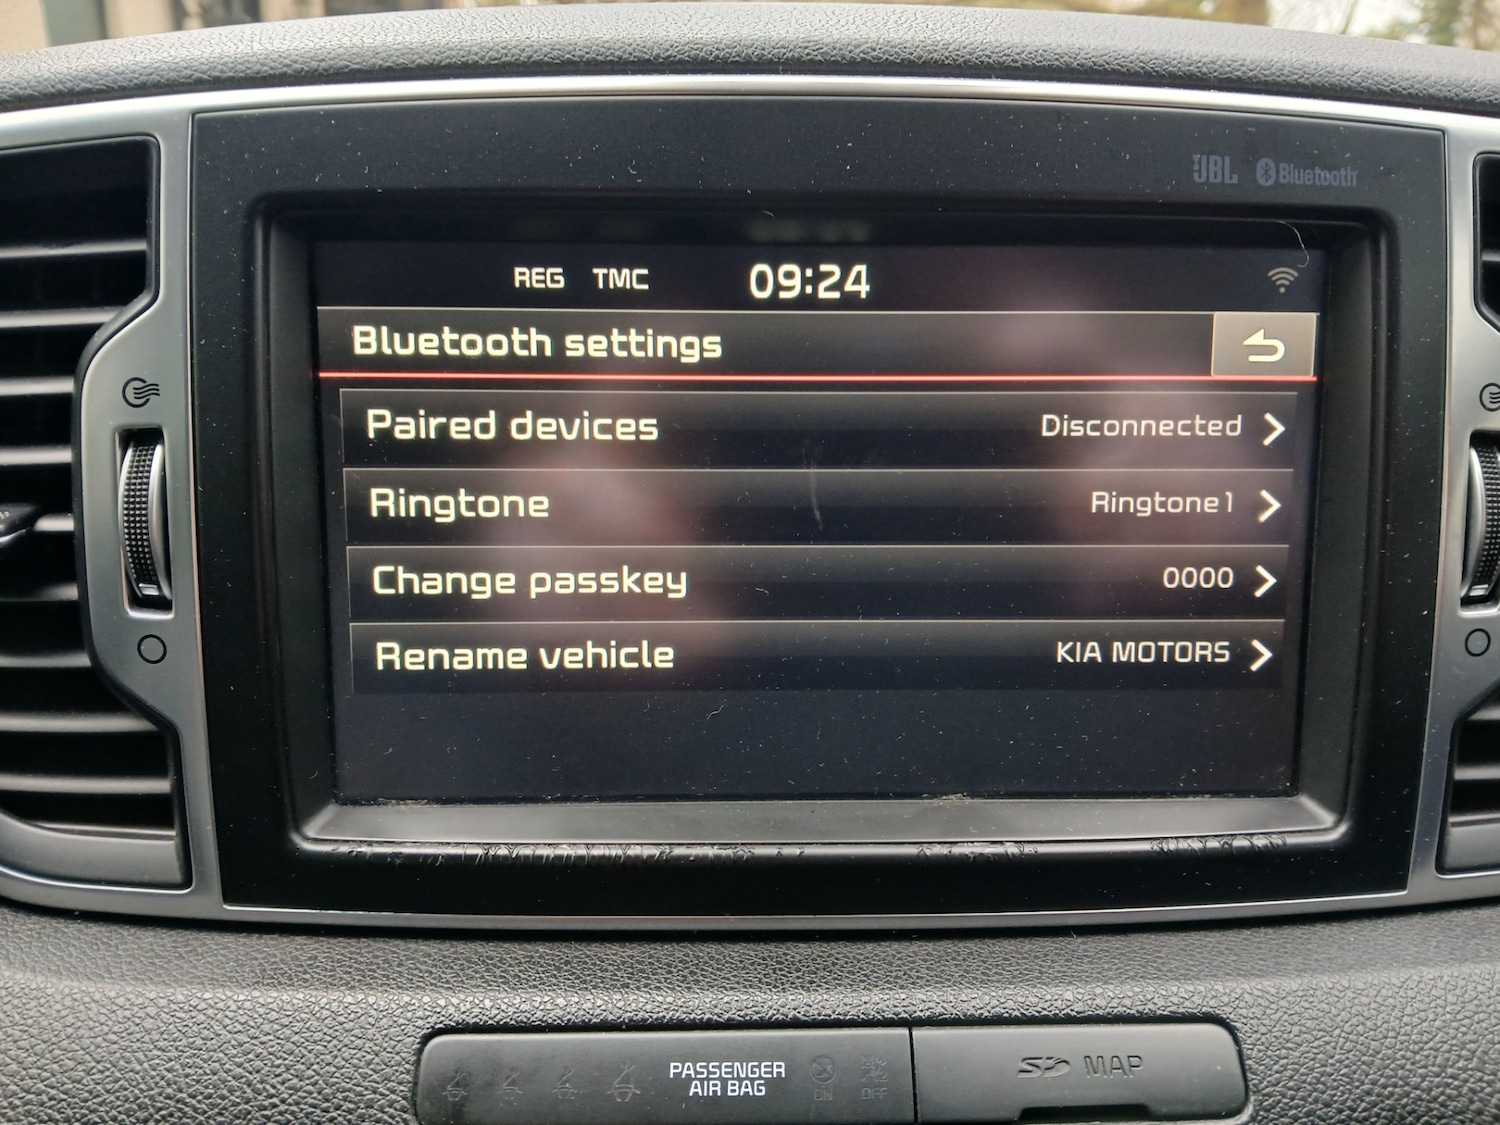 JBL Bluetooth
REG TMC 09:24
Bluetooth settings
Paired devices Disconnected
Ringtone Ringtone1
Change passkey 0000
Rename vehicle KIA MOTORS
PASSENGER
AIR BAG
ON OFF
SD MAP